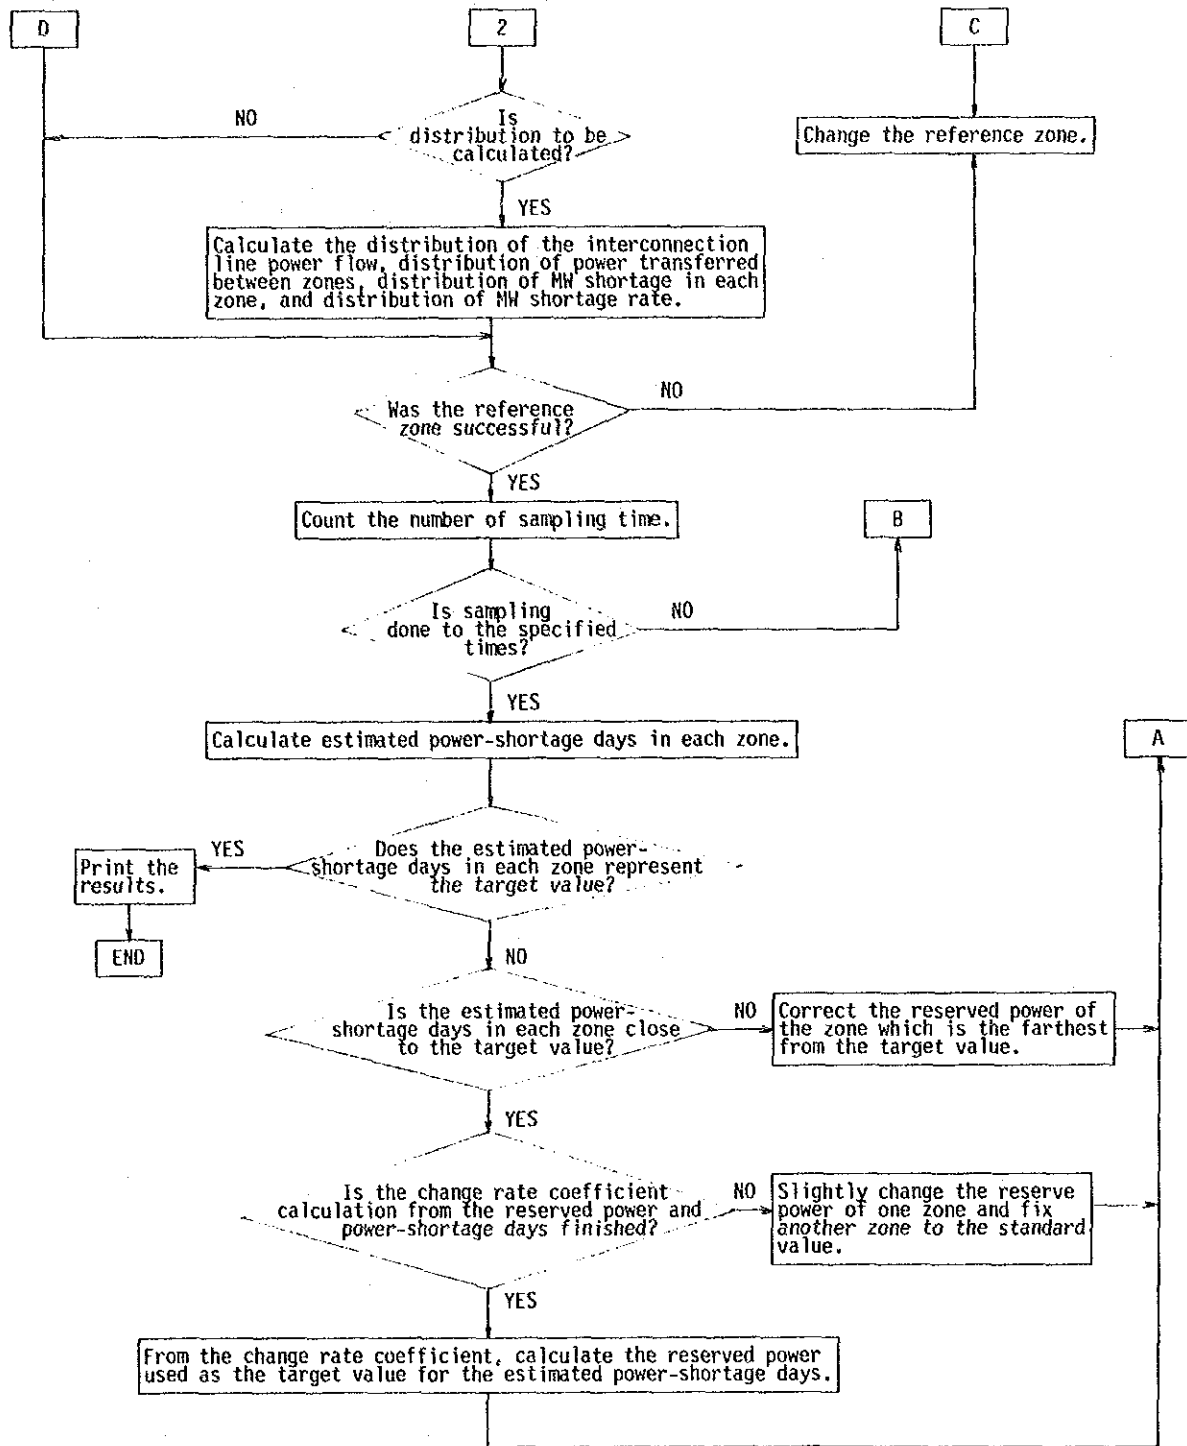 D
2
C
NO
Is
distribution to be
calculated?
Change the reference zone.
YES
Calculate the distribution of the interconnection
line power flow, distribution of power transferred
between zones, distribution of MW shortage in each
zone, and distribution of MW shortage rate.
Was the reference
zone successful?
NO
YES
Count the number of sampling time.
B
Is sampling
done to the specified
times?
NO
YES
Calculate estimated power-shortage days in each zone.
A
Does the estimated power-
shortage days in each zone represent
the target value?
YES
Print the
results.
END
NO
Is the estimated power-
shortage days in each zone close
to the target value?
NO
Correct the reserved power of
the zone which is the farthest
from the target value.
YES
Is the change rate coefficient
calculation from the reserved power and
power-shortage days finished?
NO
Slightly change the reserve
power of one zone and fix
another zone to the standard
value.
YES
From the change rate coefficient, calculate the reserved power
used as the target value for the estimated power-shortage days.